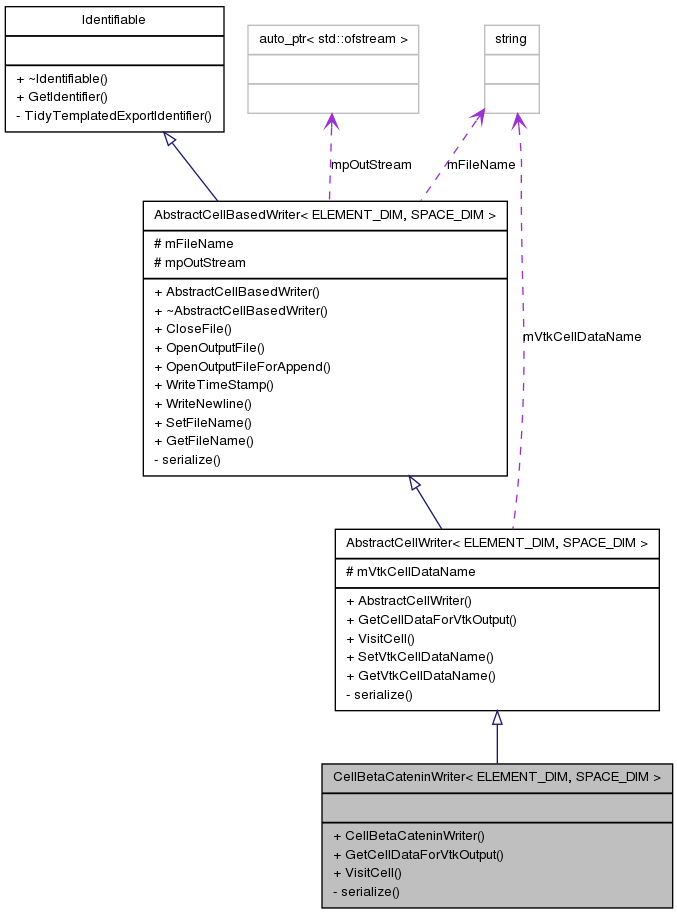 Identifiable
+ ~Identifiable()
+ GetIdentifier()
- TidyTemplatedExportIdentifier()
auto_ptr< std::ofstream >
string
mpOutStream
mFileName
AbstractCellBasedWriter< ELEMENT_DIM, SPACE_DIM >
# mFileName
# mpOutStream
+ AbstractCellBasedWriter()
+ ~AbstractCellBasedWriter()
+ CloseFile()
+ OpenOutputFile()
+ OpenOutputFileForAppend()
+ WriteTimeStamp()
+ WriteNewline()
+ SetFileName()
+ GetFileName()
- serialize()
mVtkCellDataName
AbstractCellWriter< ELEMENT_DIM, SPACE_DIM >
# mVtkCellDataName
+ AbstractCellWriter()
+ GetCellDataForVtkOutput()
+ VisitCell()
+ SetVtkCellDataName()
+ GetVtkCellDataName()
- serialize()
CellBetaCateninWriter< ELEMENT_DIM, SPACE_DIM >
+ CellBetaCateninWriter()
+ GetCellDataForVtkOutput()
+ VisitCell()
- serialize()